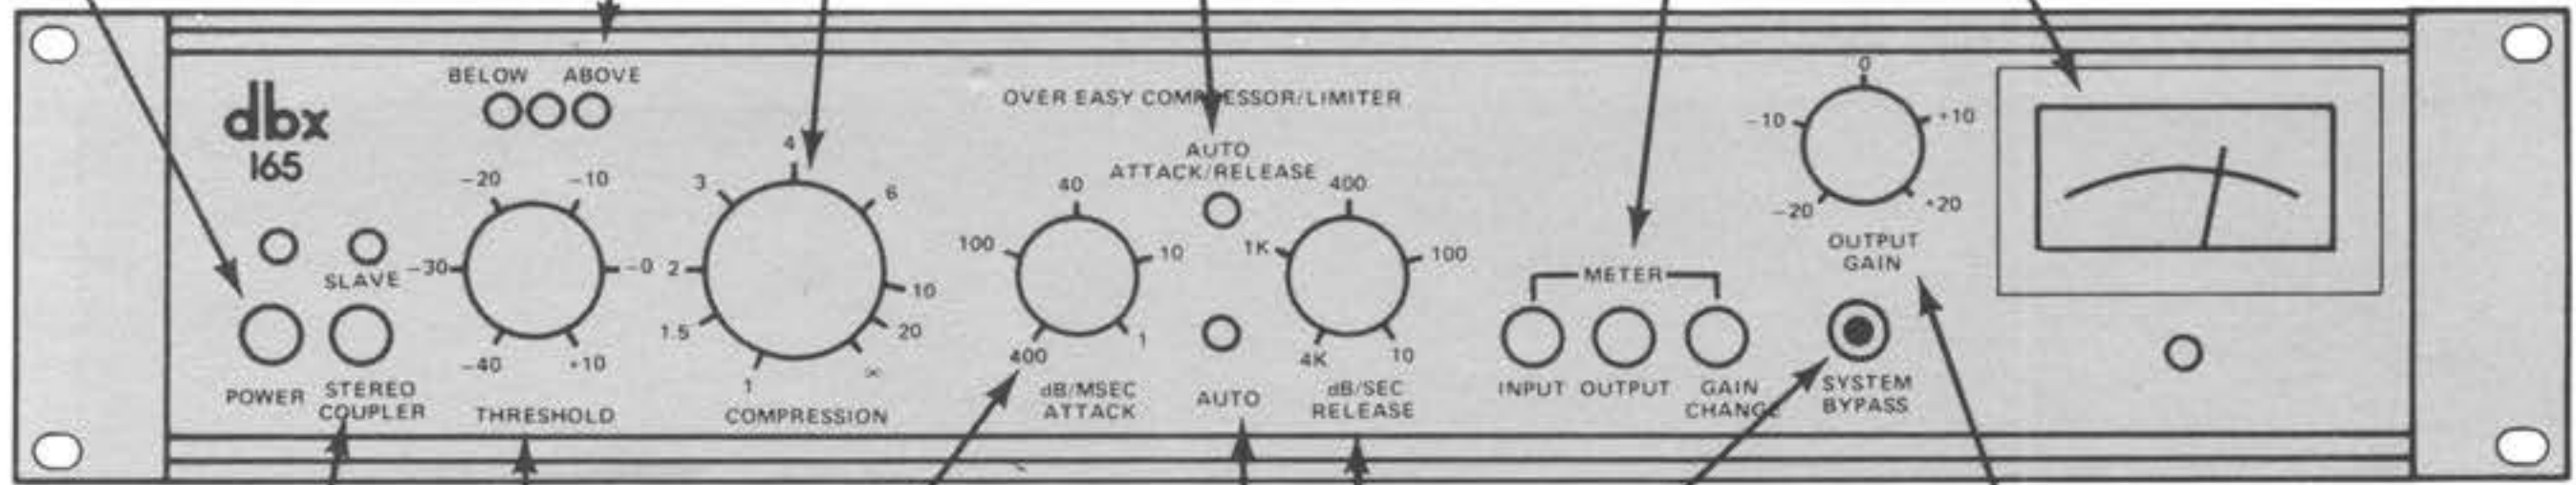 dbx
165
BELOW ABOVE
OVER EASY COMPRESSOR/LIMITER
SLAVE
POWER
STEREO
COUPLER
-40
-30
-20
-10
-0
+10
THRESHOLD
1
1.5
2
3
4
6
10
20
∞
COMPRESSION
400
100
40
10
1
dB/MSEC
ATTACK
AUTO
ATTACK/RELEASE
AUTO
4K
1K
400
100
10
dB/SEC
RELEASE
METER
INPUT OUTPUT GAIN
CHANGE
-20
-10
0
+10
+20
OUTPUT
GAIN
SYSTEM
BYPASS